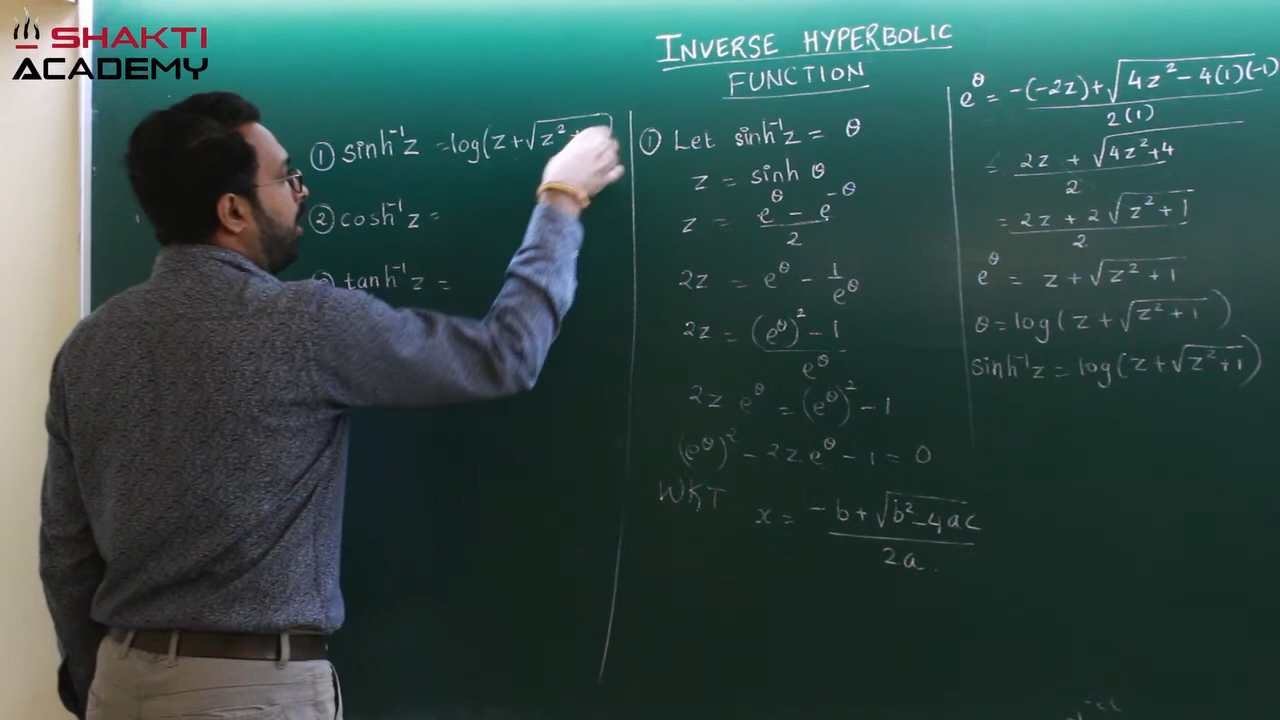 SHAKTI
ACADEMY
INVERSE HYPERBOLIC
FUNCTION
① sinh⁻¹z = log(z+√z²
② cosh⁻¹z =
tanh⁻¹z =
① Let sinh⁻¹z = θ
z = sinh θ
z = (e^θ − e^−θ)/2
2z = e^θ − 1/e^θ
2z = ((e^θ)² − 1)/e^θ
2z e^θ = (e^θ)² − 1
(e^θ)² − 2z e^θ − 1 = 0
WKT x = (−b+√(b²−4ac))/2a
e^θ = (−(−2z)+√(4z²−4(1)(−1)))/2(1)
= (2z + √(4z²+4))/2
= (2z + 2√(z²+1))/2
e^θ = z + √(z²+1)
θ = log(z + √(z²+1))
sinh⁻¹z = log(z + √(z²+1))